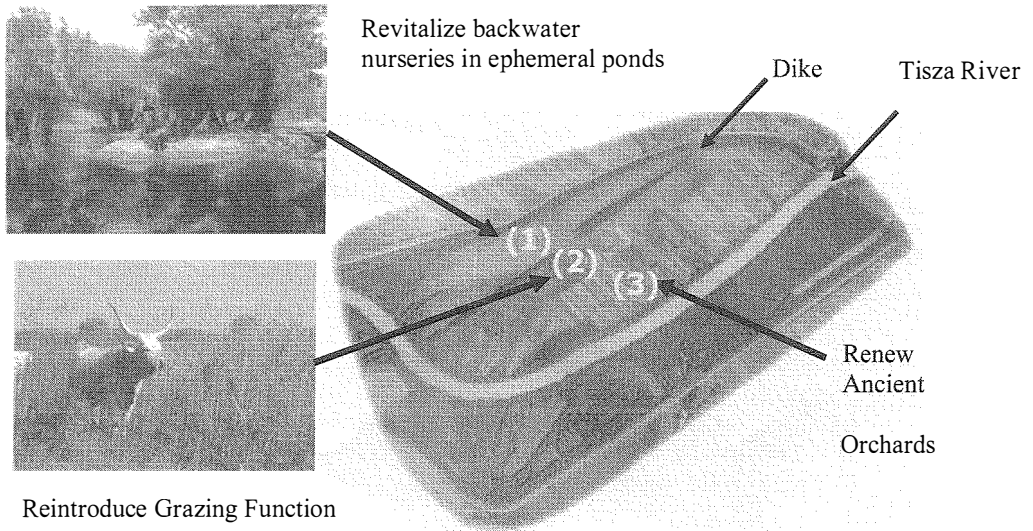 Revitalize backwater
nurseries in ephemeral ponds
Dike
Tisza River
(1)
(2)
(3)
Renew
Ancient
Orchards
Reintroduce Grazing Function